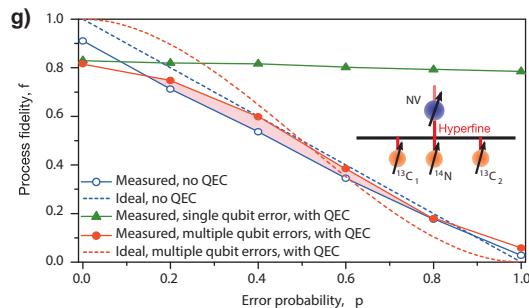 g)
1.0
0.8
0.6
0.4
0.2
0.0
Process fidelity, f
NV
Hyperfine
¹³C₁
¹⁴N
¹³C₂
Measured, no QEC
Ideal, no QEC
Measured, single qubit error, with QEC
Measured, multiple qubit errors, with QEC
Ideal, multiple qubit errors, with QEC
0.0 0.2 0.4 0.6 0.8 1.0
Error probability, p